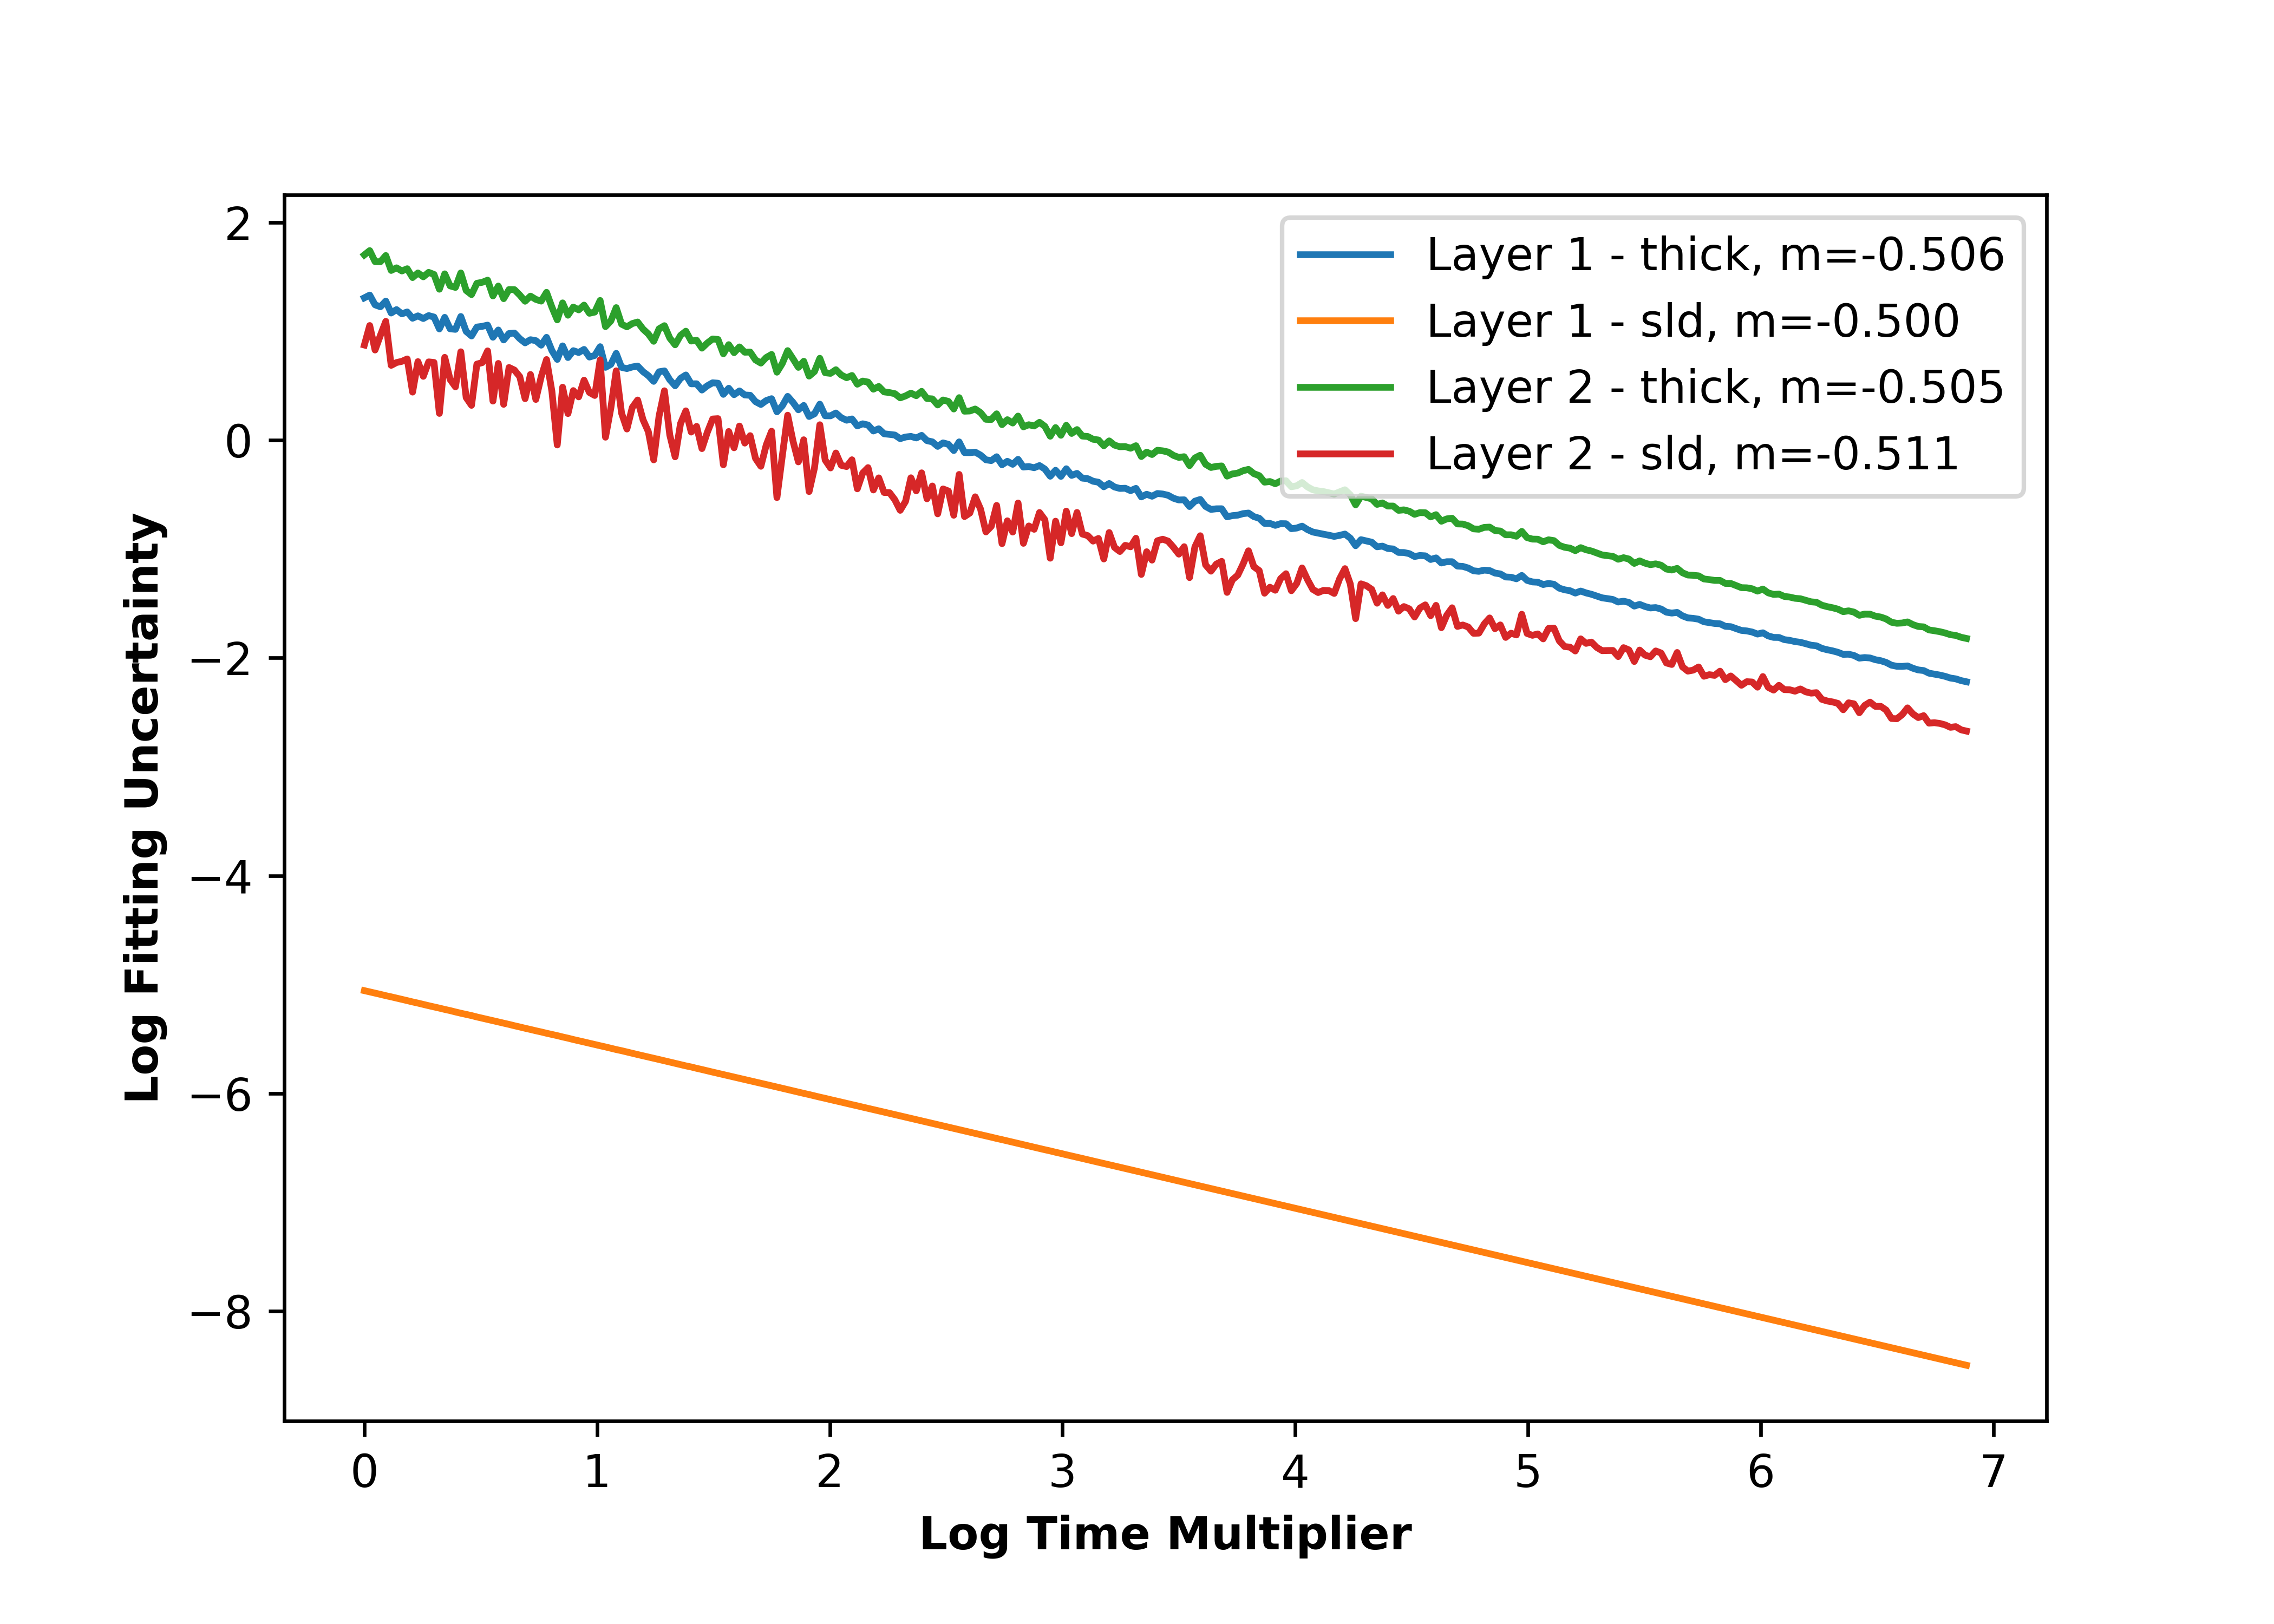 Layer 1 - thick, m=-0.506
Layer 1 - sld, m=-0.500
Layer 2 - thick, m=-0.505
Layer 2 - sld, m=-0.511
2
0
−2
−4
−6
−8
Log Fitting Uncertainty
0 1 2 3 4 5 6 7
Log Time Multiplier